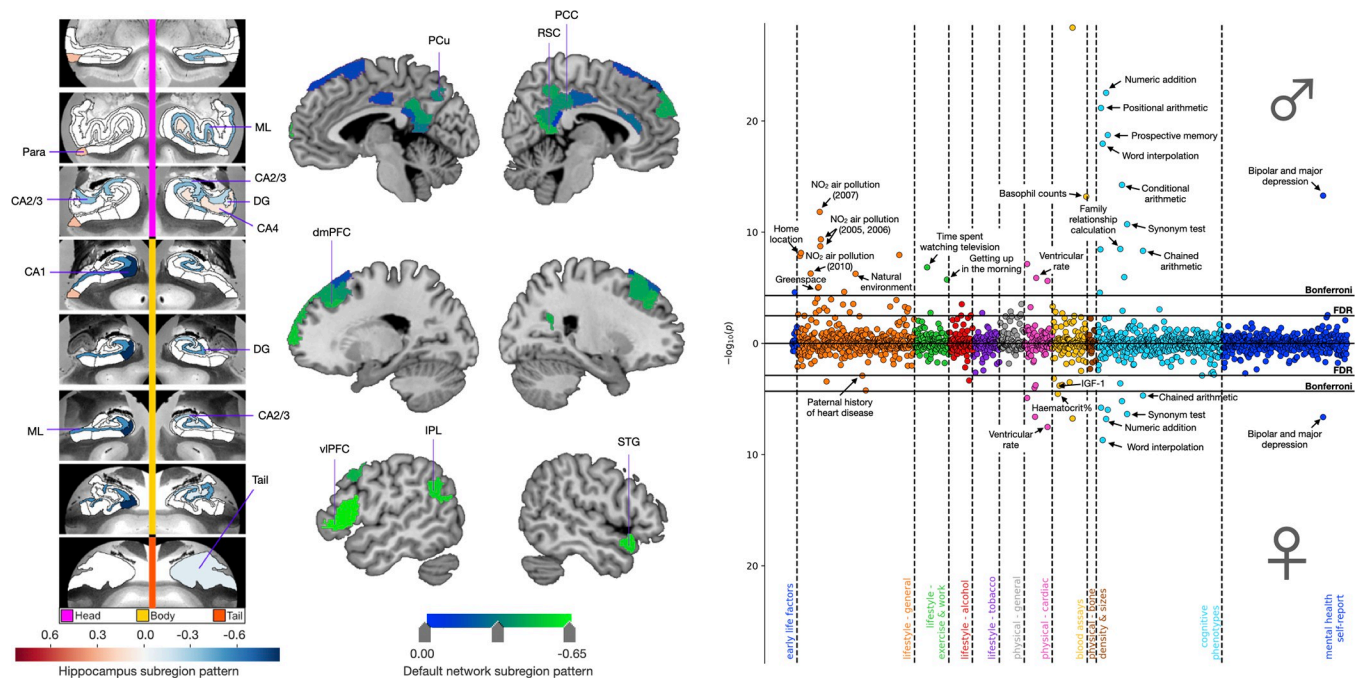 ML
Para
CA2/3
CA2/3
DG
CA4
CA1
DG
CA2/3
ML
Tail
Head
Body
Tail
0.6 0.3 0.0 -0.3 -0.6
Hippocampus subregion pattern
PCu
RSC
PCC
dmPFC
vlPFC
IPL
STG
0.00 -0.65
Default network subregion pattern
−log₁₀(p)
20
10
0
10
20
♂
Numeric addition
Positional arithmetic
Prospective memory
Word interpolation
Bipolar and major
depression
Basophil counts
Conditional
arithmetic
NO₂ air pollution
(2007)
NO₂ air pollution
(2005, 2006)
Family relationship
calculation
Synonym test
Home
location
Time spent
watching television
Chained
arithmetic
NO₂ air pollution
(2010)
Getting up
in the morning
Ventricular
rate
Greenspace
Natural
environment
Bonferroni
FDR
FDR
Bonferroni
Paternal history
of heart disease
IGF-1
Haematocrit%
Chained arithmetic
Synonym test
Numeric addition
Word interpolation
Ventricular
rate
Bipolar and major
depression
♀
early life factors
lifestyle - general
lifestyle -
exercise & work
lifestyle - alcohol
lifestyle - tobacco
physical - general
physical - cardiac
blood assays
physical - bone
density & sizes
cognitive
phenotypes
mental health
self-report